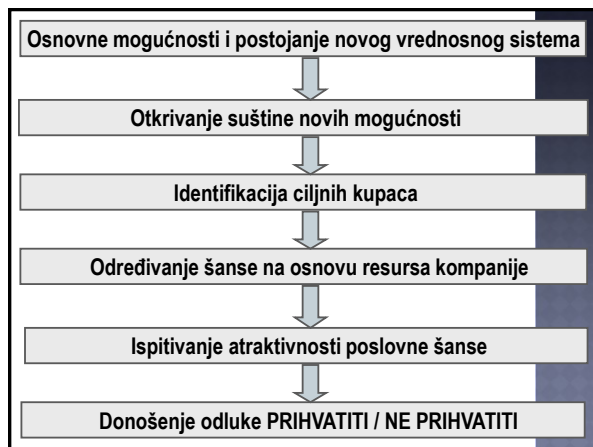 Osnovne mogućnosti i postojanje novog vrednosnog sistema
Otkrivanje suštine novih mogućnosti
Identifikacija ciljnih kupaca
Određivanje šanse na osnovu resursa kompanije
Ispitivanje atraktivnosti poslovne šanse
Donošenje odluke PRIHVATITI / NE PRIHVATITI